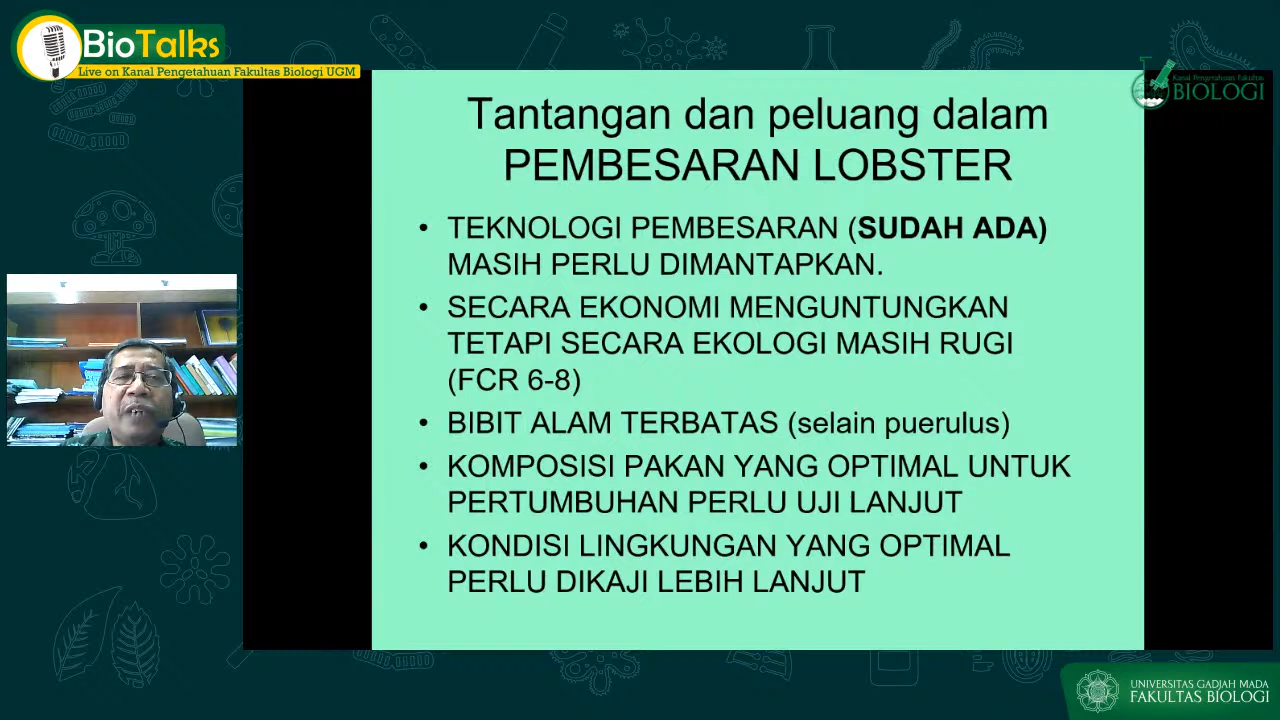 BioTalks
Live on Kanal Pengetahuan Fakultas Biologi UGM
Kanal Pengetahuan Fakultas
BIOLOGI
Tantangan dan peluang dalam
PEMBESARAN LOBSTER
• TEKNOLOGI PEMBESARAN (SUDAH ADA)
MASIH PERLU DIMANTAPKAN.
• SECARA EKONOMI MENGUNTUNGKAN
TETAPI SECARA EKOLOGI MASIH RUGI
(FCR 6-8)
• BIBIT ALAM TERBATAS (selain puerulus)
• KOMPOSISI PAKAN YANG OPTIMAL UNTUK
PERTUMBUHAN PERLU UJI LANJUT
• KONDISI LINGKUNGAN YANG OPTIMAL
PERLU DIKAJI LEBIH LANJUT
UNIVERSITAS GADJAH MADA
FAKULTAS BIOLOGI